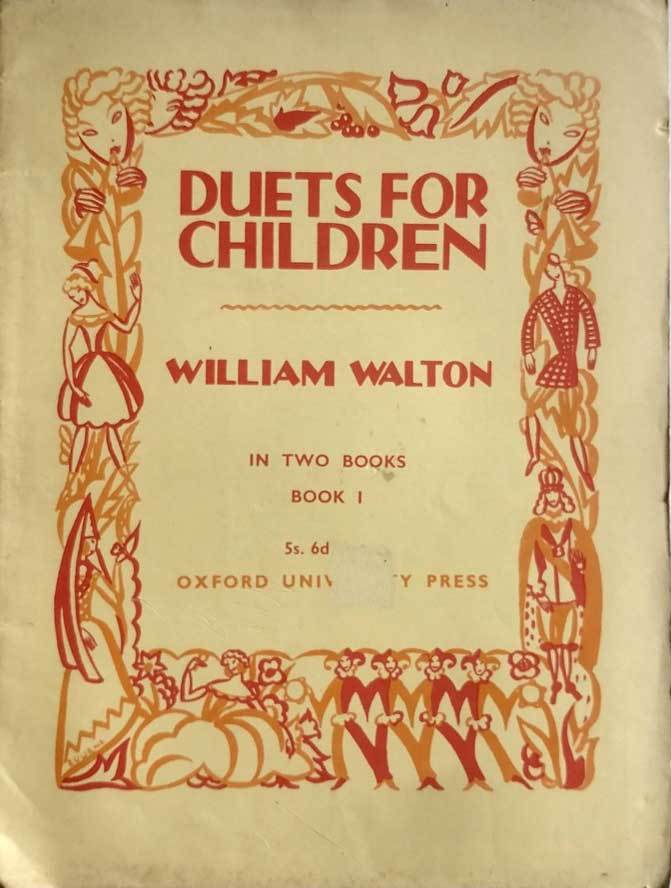 DUETS FOR
CHILDREN
WILLIAM WALTON
IN TWO BOOKS
BOOK I
5s. 6d
OXFORD PRESS